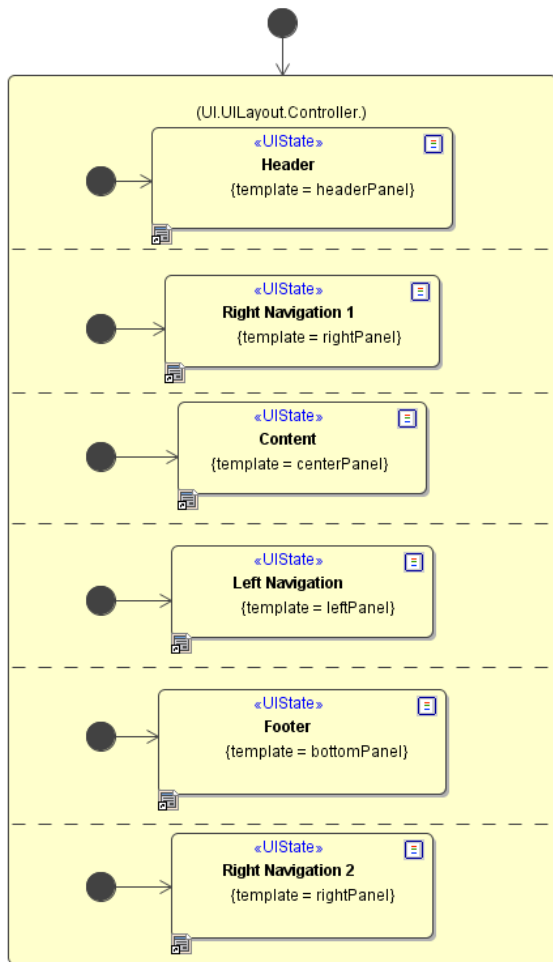 (UI.UILayout.Controller.)
«UIState»
Header
{template = headerPanel}
«UIState»
Right Navigation 1
{template = rightPanel}
«UIState»
Content
{template = centerPanel}
«UIState»
Left Navigation
{template = leftPanel}
«UIState»
Footer
{template = bottomPanel}
«UIState»
Right Navigation 2
{template = rightPanel}